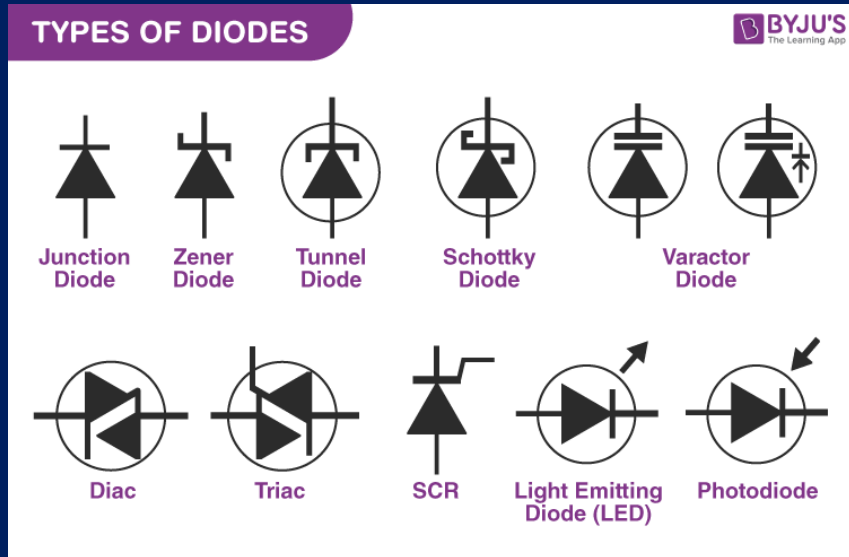 TYPES OF DIODES
BYJU'S
The Learning App
Junction
Diode
Zener
Diode
Tunnel
Diode
Schottky
Diode
Varactor
Diode
Diac
Triac
SCR
Light Emitting
Diode (LED)
Photodiode